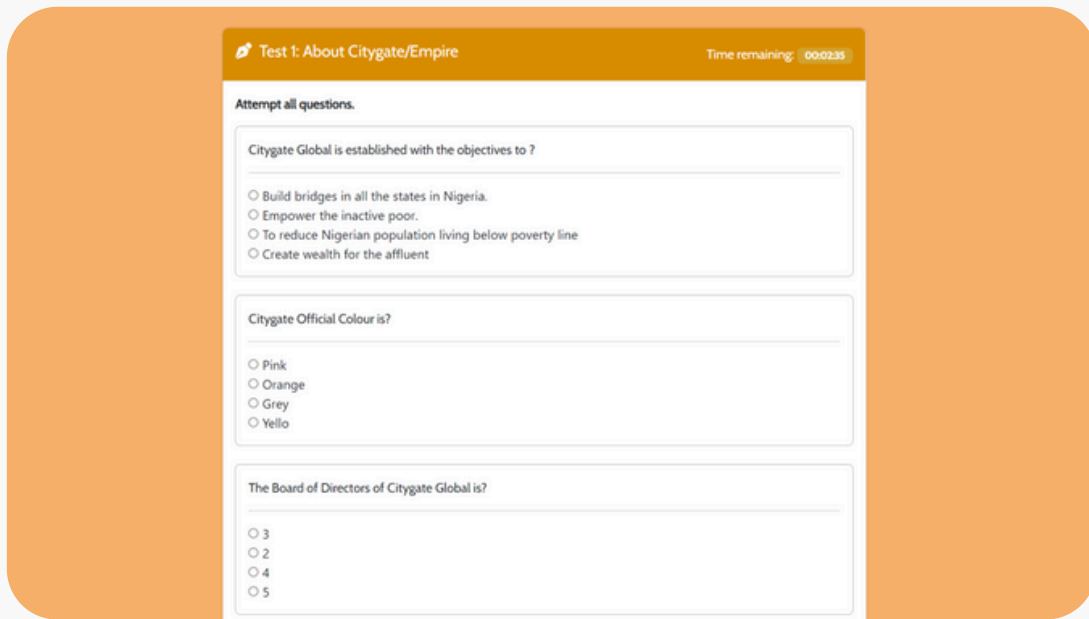 Test 1: About Citygate/Empire
Time remaining: 00:02:35
Attempt all questions.
Citygate Global is established with the objectives to ?
Build bridges in all the states in Nigeria.
Empower the inactive poor.
To reduce Nigerian population living below poverty line
Create wealth for the affluent
Citygate Official Colour is?
Pink
Orange
Grey
Yello
The Board of Directors of Citygate Global is?
3
2
4
5